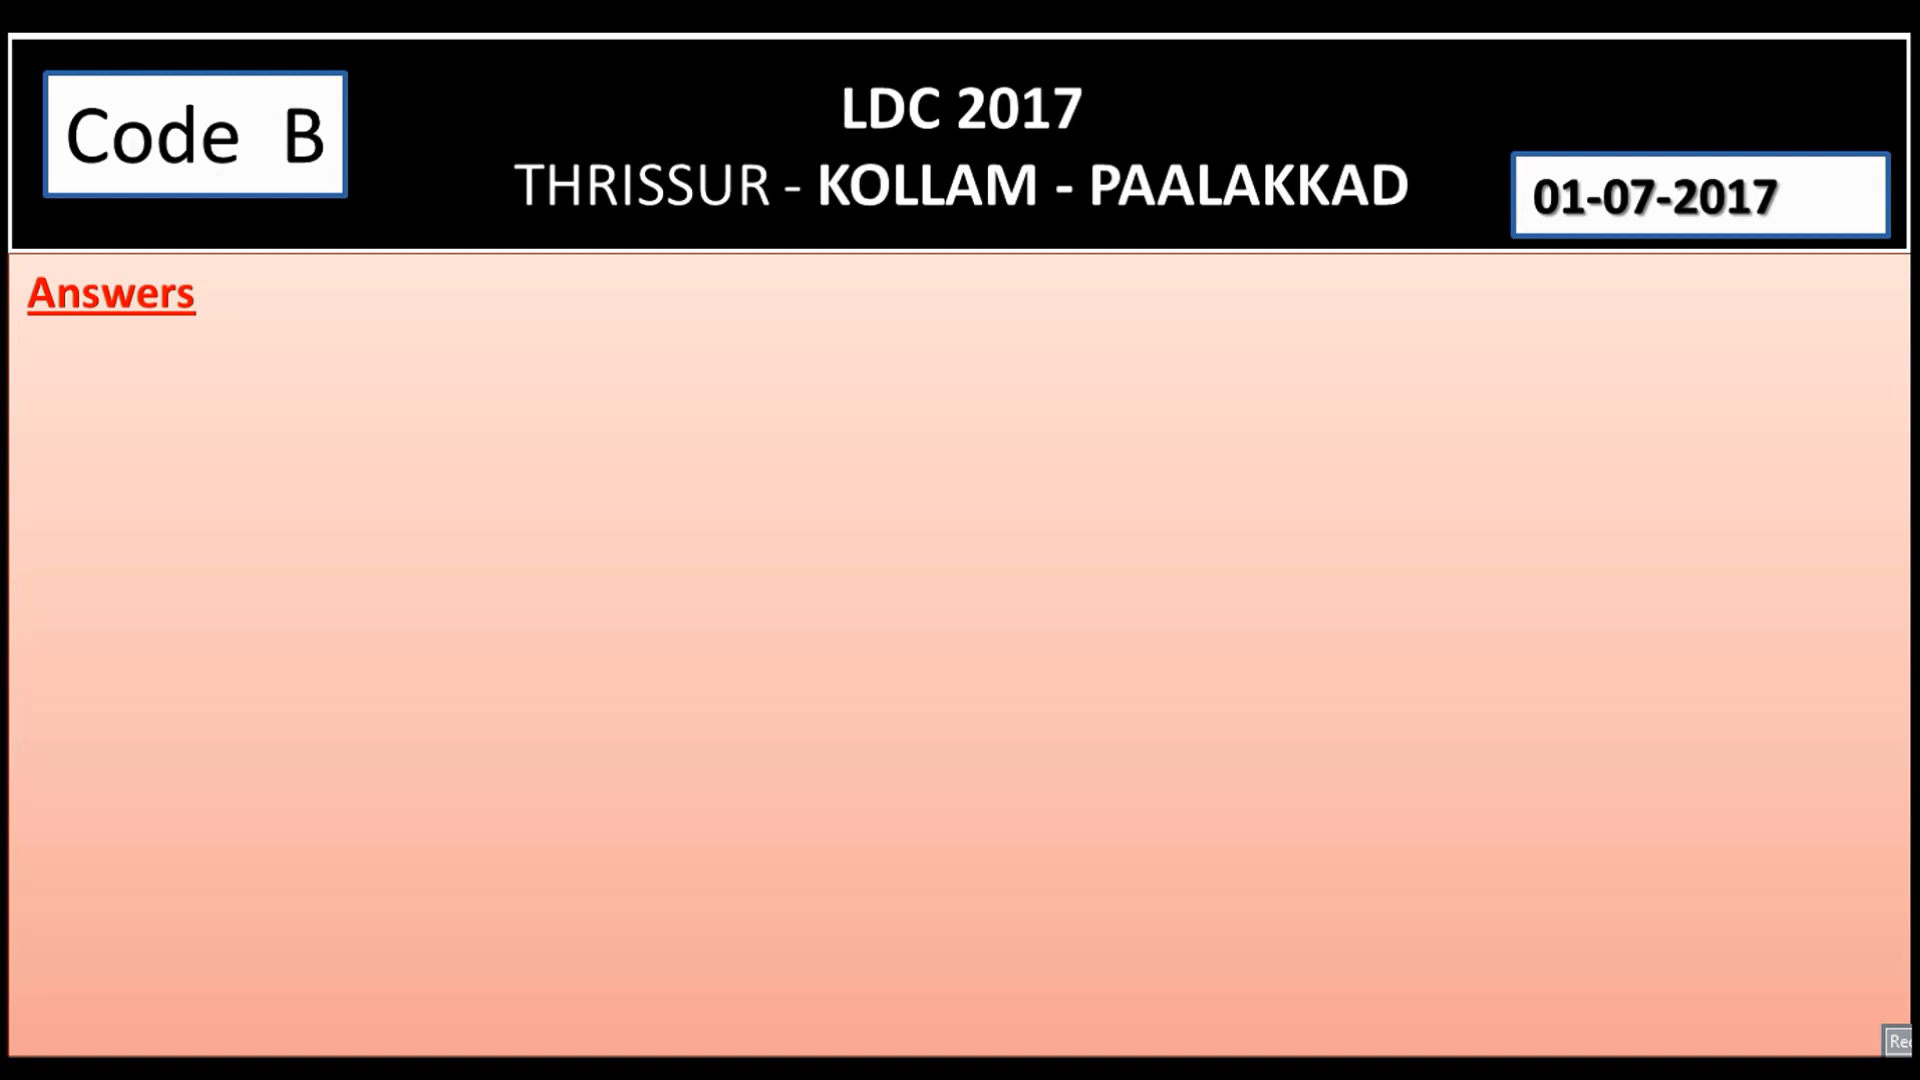 Code B
LDC 2017
THRISSUR - KOLLAM - PAALAKKAD
01-07-2017
Answers